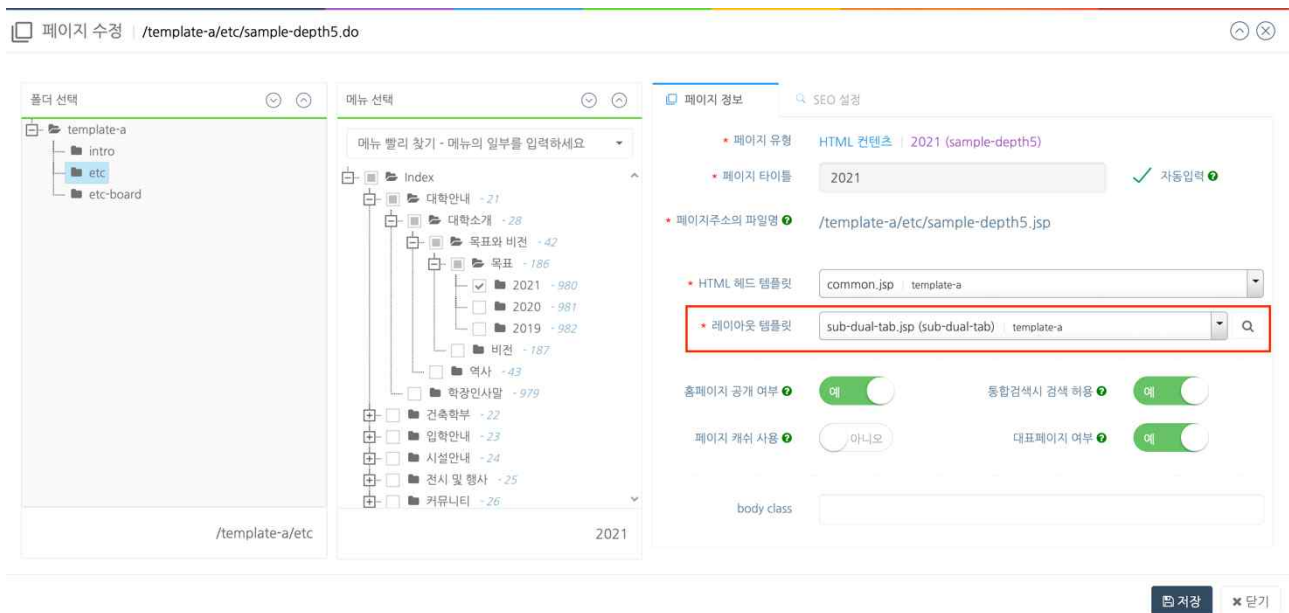 페이지 수정 | /template-a/etc/sample-depth5.do
폴더 선택
template-a
intro
etc
etc-board
/template-a/etc
메뉴 선택
메뉴 빨리 찾기 - 메뉴의 일부를 입력하세요
Index
대학안내 - 21
대학소개 - 28
목표와 비전 - 42
목표 - 186
2021 - 980
2020 - 981
2019 - 982
비전 - 187
역사 - 43
학장인사말 - 979
건축학부 - 22
입학안내 - 23
시설안내 - 24
전시 및 행사 - 25
커뮤니티 - 26
2021
페이지 정보 SEO 설정
* 페이지 유형 HTML 컨텐츠 | 2021 (sample-depth5)
* 페이지 타이틀 2021 자동입력
* 페이지주소의 파일명 /template-a/etc/sample-depth5.jsp
* HTML 헤드 템플릿 common.jsp | template-a
* 레이아웃 템플릿 sub-dual-tab.jsp (sub-dual-tab) | template-a
홈페이지 공개 여부 예 통합검색시 검색 허용 예
페이지 캐쉬 사용 아니오 대표페이지 여부 예
body class
저장 닫기